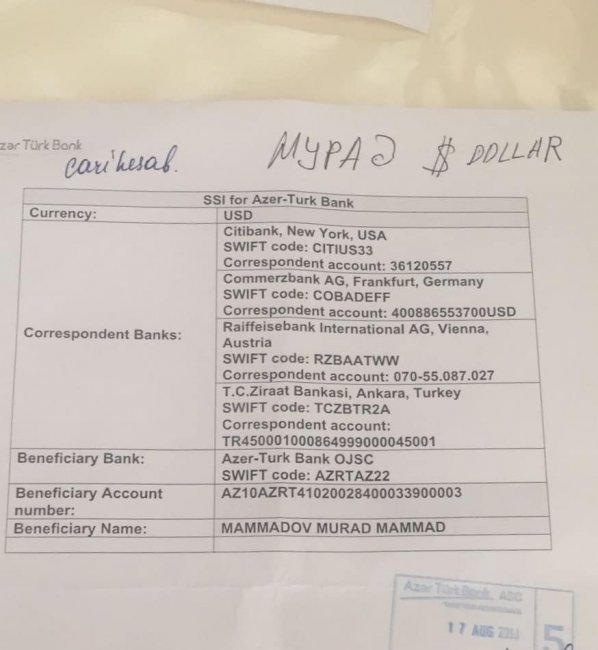 zər Türk Bank
cari hesab.
МУРАД $ DOLLAR
SSI for Azer-Turk Bank
Currency: USD
Correspondent Banks:
Citibank, New York, USA
SWIFT code: CITIUS33
Correspondent account: 36120557
Commerzbank AG, Frankfurt, Germany
SWIFT code: COBADEFF
Correspondent account: 400886553700USD
Raiffeisebank International AG, Vienna,
Austria
SWIFT code: RZBAATWW
Correspondent account: 070-55.087.027
T.C.Ziraat Bankasi, Ankara, Turkey
SWIFT code: TCZBTR2A
Correspondent account:
TR450001000864999000045001
Beneficiary Bank: Azer-Turk Bank OJSC
SWIFT code: AZRTAZ22
Beneficiary Account
number:
AZ10AZRT41020028400033900003
Beneficiary Name: MAMMADOV MURAD MAMMAD
Azər Türk Bank, ASC
17 AUG
5